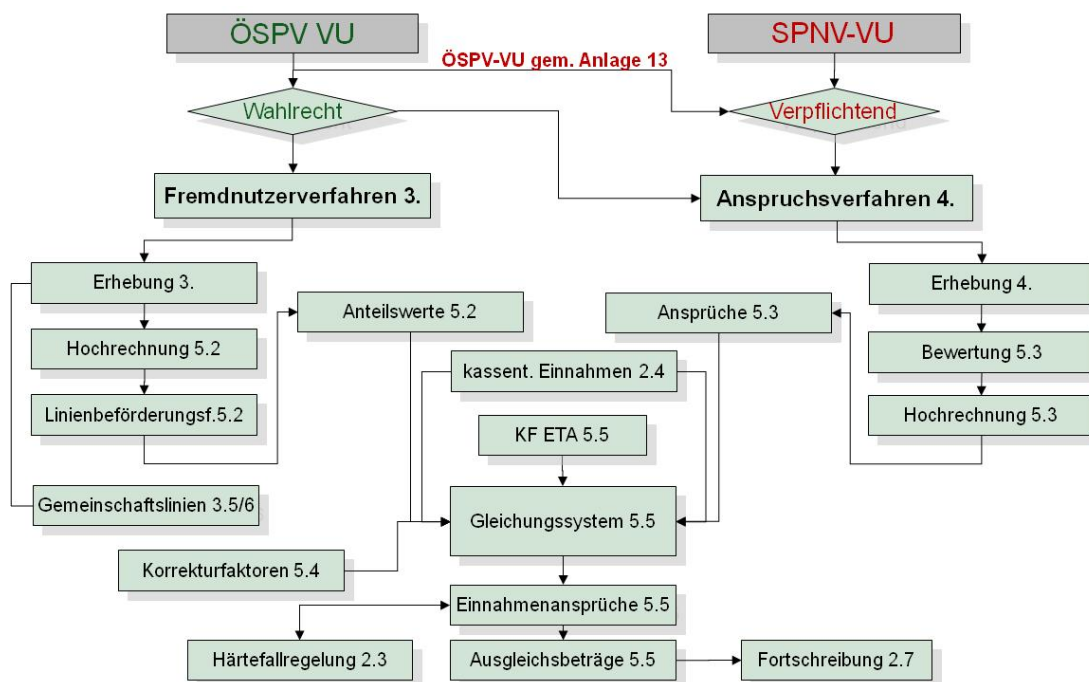 ÖSPV VU
SPNV-VU
ÖSPV-VU gem. Anlage 13
Wahlrecht
Verpflichtend
Fremdnutzerverfahren 3.
Anspruchsverfahren 4.
Erhebung 3.
Erhebung 4.
Anteilswerte 5.2
Ansprüche 5.3
Hochrechnung 5.2
Bewertung 5.3
kassent. Einnahmen 2.4
Linienbeförderungsf.5.2
Hochrechnung 5.3
KF ETA 5.5
Gemeinschaftslinien 3.5/6
Gleichungssystem 5.5
Korrekturfaktoren 5.4
Einnahmenansprüche 5.5
Härtefallregelung 2.3
Ausgleichsbeträge 5.5
Fortschreibung 2.7